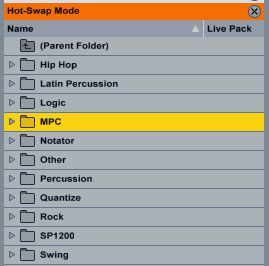 Hot-Swap Mode
Name Live Pack
(Parent Folder)
Hip Hop
Latin Percussion
Logic
MPC
Notator
Other
Percussion
Quantize
Rock
SP1200
Swing